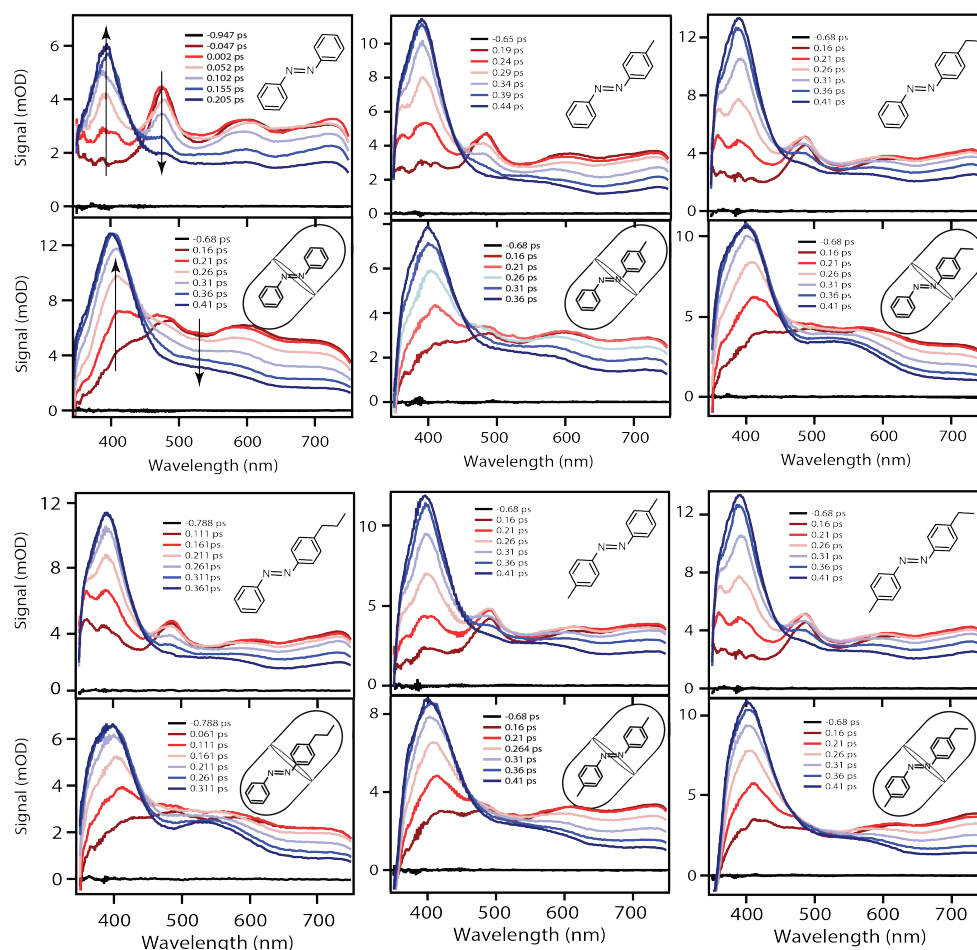 Signal (mOD)
6
4
2
0
-0.947 ps
-0.047 ps
0.002 ps
0.052 ps
0.102 ps
0.155 ps
0.205 ps
N=N
10
8
6
4
2
0
-0.65 ps
0.19 ps
0.24 ps
0.29 ps
0.34 ps
0.39 ps
0.44 ps
N=N
12
8
4
0
-0.68 ps
0.16 ps
0.21 ps
0.26 ps
0.31 ps
0.36 ps
0.41 ps
N=N
Signal (mOD)
12
8
4
0
-0.68 ps
0.16 ps
0.21 ps
0.26 ps
0.31 ps
0.36 ps
0.41 ps
N=N
400 500 600 700
Wavelength (nm)
6
4
2
0
-0.68 ps
0.16 ps
0.21 ps
0.26 ps
0.31 ps
0.36 ps
N=N
400 500 600 700
Wavelength (nm)
10
5
0
-0.68 ps
0.16 ps
0.21 ps
0.26 ps
0.31 ps
0.36 ps
0.41 ps
N=N
400 500 600 700
Wavelength (nm)
Signal (mOD)
12
8
4
0
-0.788 ps
0.111 ps
0.161ps
0.211 ps
0.261ps
0.311ps
0.361ps
N=N
10
5
0
-0.68 ps
0.16 ps
0.21 ps
0.26 ps
0.31 ps
0.36 ps
0.41 ps
N=N
12
8
4
0
-0.68 ps
0.16 ps
0.21 ps
0.26 ps
0.31 ps
0.36 ps
0.41 ps
N=N
Signal (mOD)
6
4
2
0
-0.788 ps
0.061 ps
0.111 ps
0.161 ps
0.211 ps
0.261 ps
0.311 ps
N=N
400 500 600 700
Wavelength (nm)
8
4
0
-0.68 ps
0.16 ps
0.21 ps
0.264 ps
0.31 ps
0.36 ps
0.41 ps
N=N
400 500 600 700
Wavelength (nm)
10
5
0
-0.68 ps
0.16 ps
0.21 ps
0.26 ps
0.31 ps
0.36 ps
0.41 ps
N=N
400 500 600 700
Wavelength (nm)